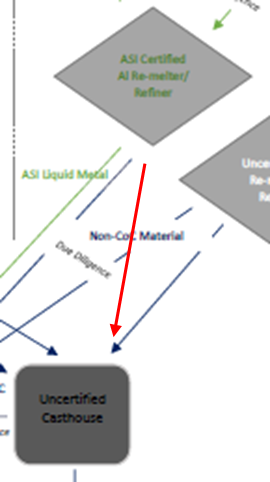 ASI Certified
Al Re-melter/
Refiner
ASI Liquid Metal
Non-CoC Material
Due Diligence
Uncertified
Casthouse